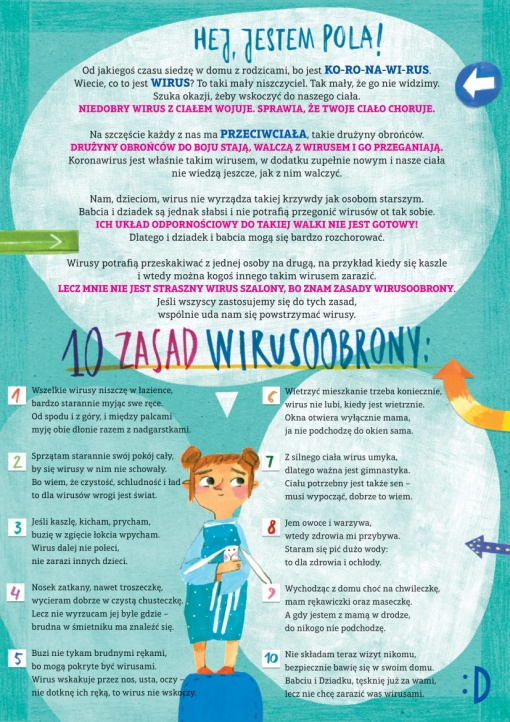 HEJ, JESTEM POLA!
Od jakiegoś czasu siedzę w domu z rodzicami, bo jest KO-RO-NA-WI-RUS.
Wiecie, co to jest WIRUS? To taki mały niszczyciel. Tak mały, że go nie widzimy.
Szuka okazji, żeby wskoczyć do naszego ciała.
NIEDOBRY WIRUS Z CIAŁEM WOJUJE. SPRAWIA, ŻE TWOJE CIAŁO CHORUJE.
Na szczęście każdy z nas ma PRZECIWCIAŁA, takie drużyny obrońców.
DRUŻYNY OBROŃCÓW DO BOJU STAJĄ, WALCZĄ Z WIRUSEM I GO PRZEGANIAJĄ.
Koronawirus jest właśnie takim wirusem, w dodatku zupełnie nowym i nasze ciała
nie wiedzą jeszcze, jak z nim walczyć.
Nam, dzieciom, wirus nie wyrządza takiej krzywdy jak osobom starszym.
Babcia i dziadek są jednak słabsi i nie potrafią przegonić wirusów ot tak sobie.
ICH UKŁAD ODPORNOŚCIOWY DO TAKIEJ WALKI NIE JEST GOTOWY!
Dlatego i dziadek i babcia mogą się bardzo rozchorować.
Wirusy potrafią przeskakiwać z jednej osoby na drugą, na przykład kiedy się kaszle
i wtedy można kogoś innego takim wirusem zarazić.
LECZ MNIE NIE JEST STRASZNY WIRUS SZALONY, BO ZNAM ZASADY WIRUSOOBRONY.
Jeśli wszyscy zastosujemy się do tych zasad,
wspólnie uda nam się powstrzymać wirusy.
10 ZASAD WIRUSOOBRONY:
1 Wszelkie wirusy niszczę w łazience,
bardzo starannie myjąc swe ręce.
Od spodu i z góry, i między palcami
myję obie dłonie razem z nadgarstkami.
2 Sprzątam starannie swój pokój cały,
by się wirusy w nim nie schowały.
Bo wiem, że czystość, schludność i ład
to dla wirusów wrogi jest świat.
3 Jeśli kaszlę, kicham, prycham,
buzię w zgięcie łokcia wpycham.
Wirus dalej nie poleci,
nie zarazi innych dzieci.
4 Nosek zatkany, nawet troszeczkę,
wycieram dobrze w czystą chusteczkę.
Lecz nie wyrzucam jej byle gdzie –
brudna w śmietniku ma znaleźć się.
5 Buzi nie tykam brudnymi rękami,
bo mogą pokryte być wirusami.
Wirus wskakuje przez nos, usta, oczy –
nie dotknę ich ręką, to wirus nie wskoczy.
6 Wietrzyć mieszkanie trzeba koniecznie,
wirus nie lubi, kiedy jest wietrznie.
Okna otwiera wyłącznie mama,
ja nie podchodzę do okien sama.
7 Z silnego ciała wirus umyka,
dlatego ważna jest gimnastyka.
Ciału potrzebny jest także sen –
musi wypocząć, dobrze to wiem.
8 Jem owoce i warzywa,
wtedy zdrowia mi przybywa.
Staram się pić dużo wody:
to dla zdrowia i ochłody.
9 Wychodząc z domu choć na chwileczkę,
mam rękawiczki oraz maseczkę.
A gdy jestem z mamą w drodze,
do nikogo nie podchodzę.
10 Nie składam teraz wizyt nikomu,
bezpiecznie bawię się w swoim domu.
Babciu i Dziadku, tęsknię już za wami,
lecz nie chcę zarazić was wirusami.
:D